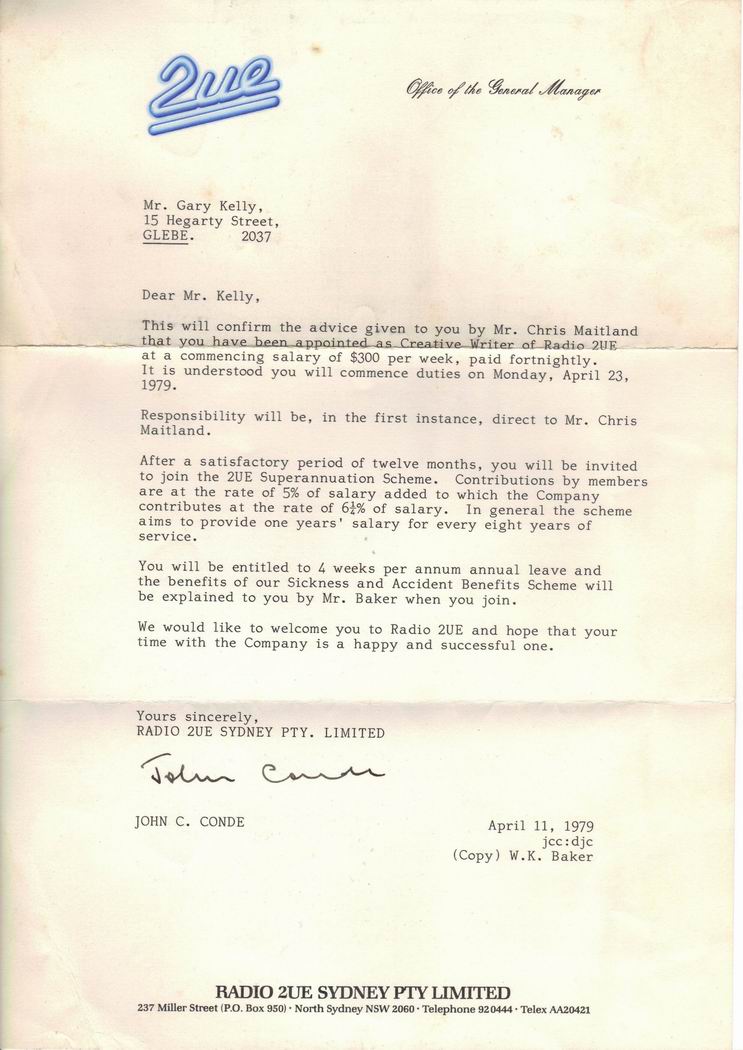 2ue
Office of the General Manager
Mr. Gary Kelly,
15 Hegarty Street,
GLEBE. 2037
Dear Mr. Kelly,
This will confirm the advice given to you by Mr. Chris Maitland
that you have been appointed as Creative Writer of Radio 2UE
at a commencing salary of $300 per week, paid fortnightly.
It is understood you will commence duties on Monday, April 23,
1979.
Responsibility will be, in the first instance, direct to Mr. Chris
Maitland.
After a satisfactory period of twelve months, you will be invited
to join the 2UE Superannuation Scheme. Contributions by members
are at the rate of 5% of salary added to which the Company
contributes at the rate of 6¼% of salary. In general the scheme
aims to provide one years' salary for every eight years of
service.
You will be entitled to 4 weeks per annum annual leave and
the benefits of our Sickness and Accident Benefits Scheme will
be explained to you by Mr. Baker when you join.
We would like to welcome you to Radio 2UE and hope that your
time with the Company is a happy and successful one.
Yours sincerely,
RADIO 2UE SYDNEY PTY. LIMITED
John Conde
JOHN C. CONDE
April 11, 1979
jcc:djc
(Copy) W.K. Baker
RADIO 2UE SYDNEY PTY LIMITED
237 Miller Street (P.O. Box 950) · North Sydney NSW 2060 · Telephone 920444 · Telex AA20421